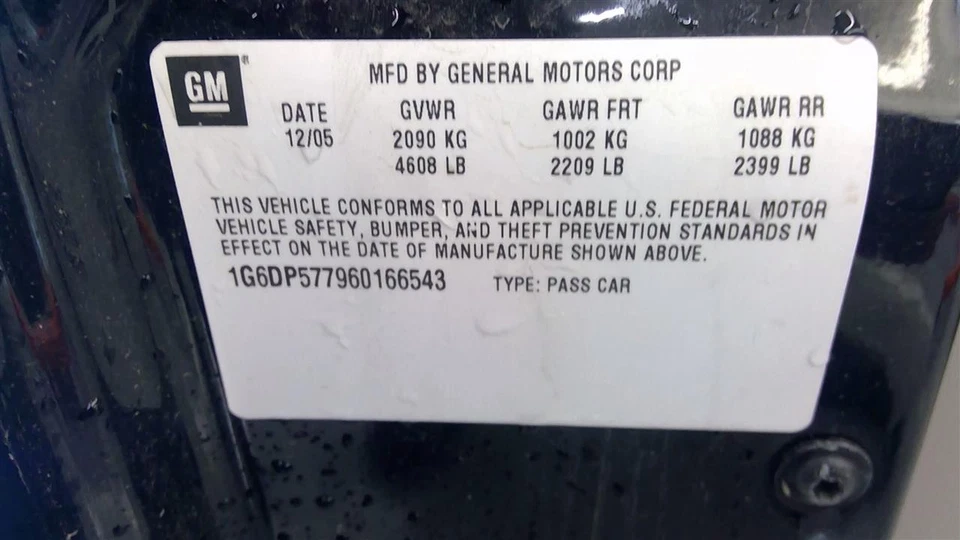 GM ®
MFD BY GENERAL MOTORS CORP
DATE GVWR GAWR FRT GAWR RR
12/05 2090 KG 1002 KG 1088 KG
4608 LB 2209 LB 2399 LB
THIS VEHICLE CONFORMS TO ALL APPLICABLE U.S. FEDERAL MOTOR
VEHICLE SAFETY, BUMPER, AND THEFT PREVENTION STANDARDS IN
EFFECT ON THE DATE OF MANUFACTURE SHOWN ABOVE.
1G6DP577960166543 TYPE: PASS CAR